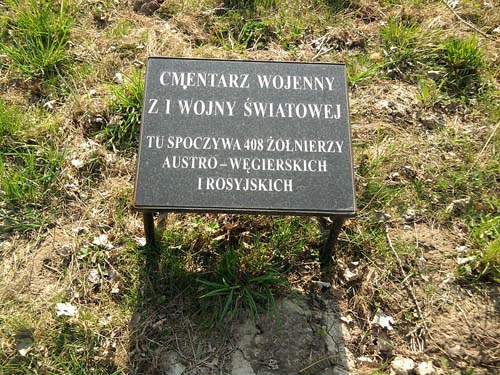 CMENTARZ WOJENNY
Z I WOJNY ŚWIATOWEJ
TU SPOCZYWA 408 ŻOŁNIERZY
AUSTRO – WĘGIERSKICH
I ROSYJSKICH